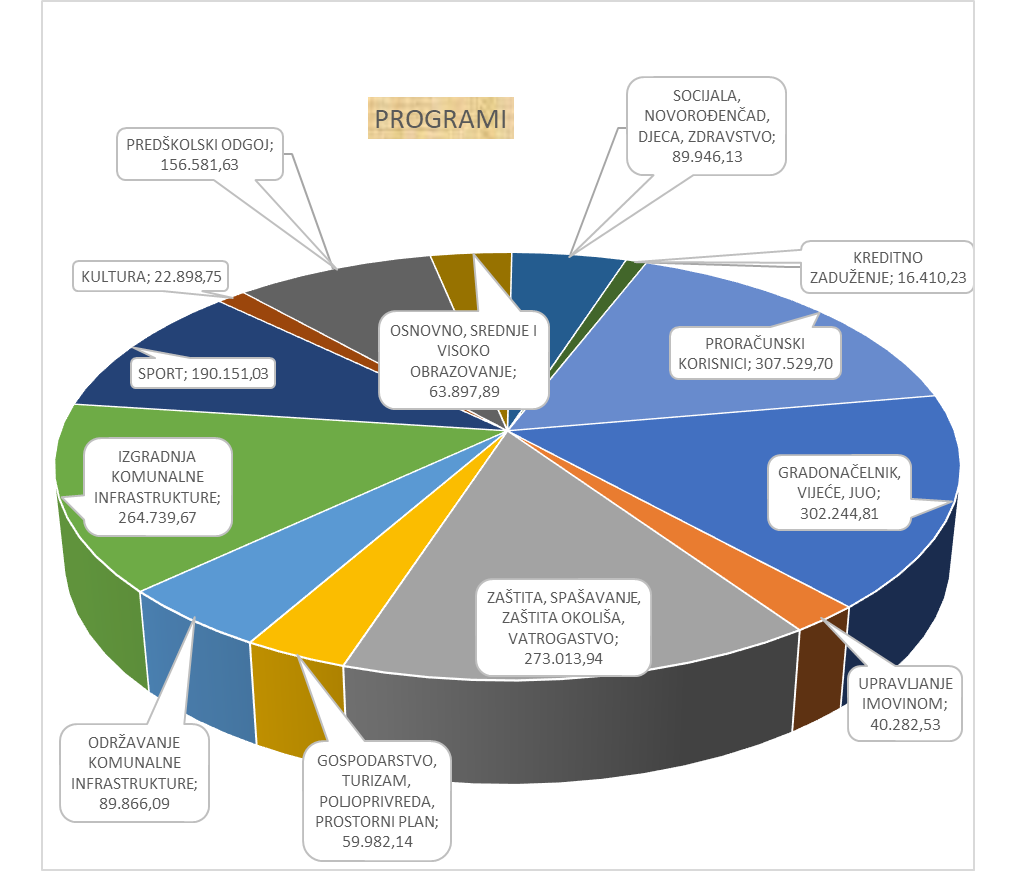 PROGRAMI
SOCIJALA,
NOVOROĐENČAD,
DJECA, ZDRAVSTVO;
89.946,13
PREDŠKOLSKI ODGOJ;
156.581,63
KREDITNO
ZADUŽENJE; 16.410,23
KULTURA; 22.898,75
OSNOVNO, SREDNJE I
VISOKO
OBRAZOVANJE;
63.897,89
PRORAČUNSKI
KORISNICI; 307.529,70
SPORT; 190.151,03
IZGRADNJA
KOMUNALNE
INFRASTRUKTURE;
264.739,67
GRADONAČELNIK,
VIJEĆE, JUO;
302.244,81
ZAŠTITA, SPAŠAVANJE,
ZAŠTITA OKOLIŠA,
VATROGASTVO;
273.013,94
UPRAVLJANJE
IMOVINOM;
40.282,53
ODRŽAVANJE
KOMUNALNE
INFRASTRUKTURE;
89.866,09
GOSPODARSTVO,
TURIZAM,
POLJOPRIVREDA,
PROSTORNI PLAN;
59.982,14